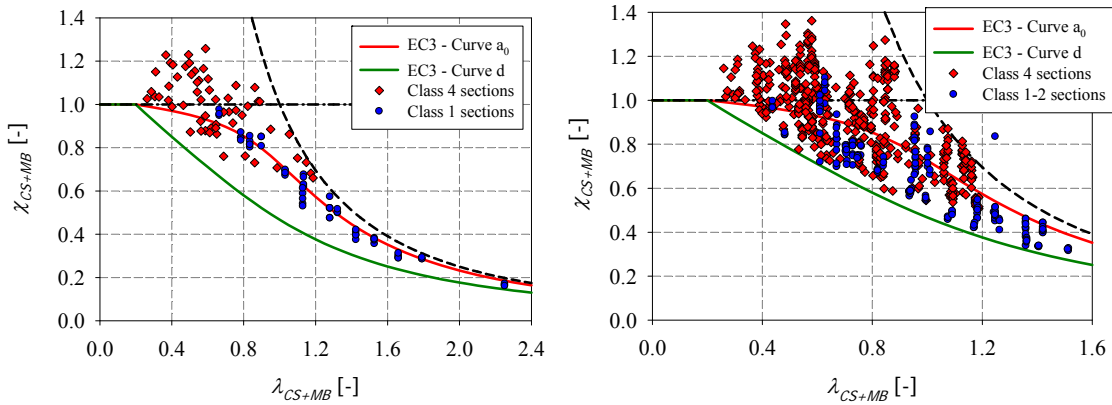 1.4
1.2
1.0
0.8
0.6
0.4
0.2
0.0
χCS+MB [-]
EC3 - Curve a0
EC3 - Curve d
Class 4 sections
Class 1 sections
0.0 0.4 0.8 1.2 1.6 2.0 2.4
λCS+MB [-]
1.4
1.2
1.0
0.8
0.6
0.4
0.2
0.0
χCS+MB [-]
EC3 - Curve a0
EC3 - Curve d
Class 4 sections
Class 1-2 sections
0.0 0.4 0.8 1.2 1.6
λCS+MB [-]